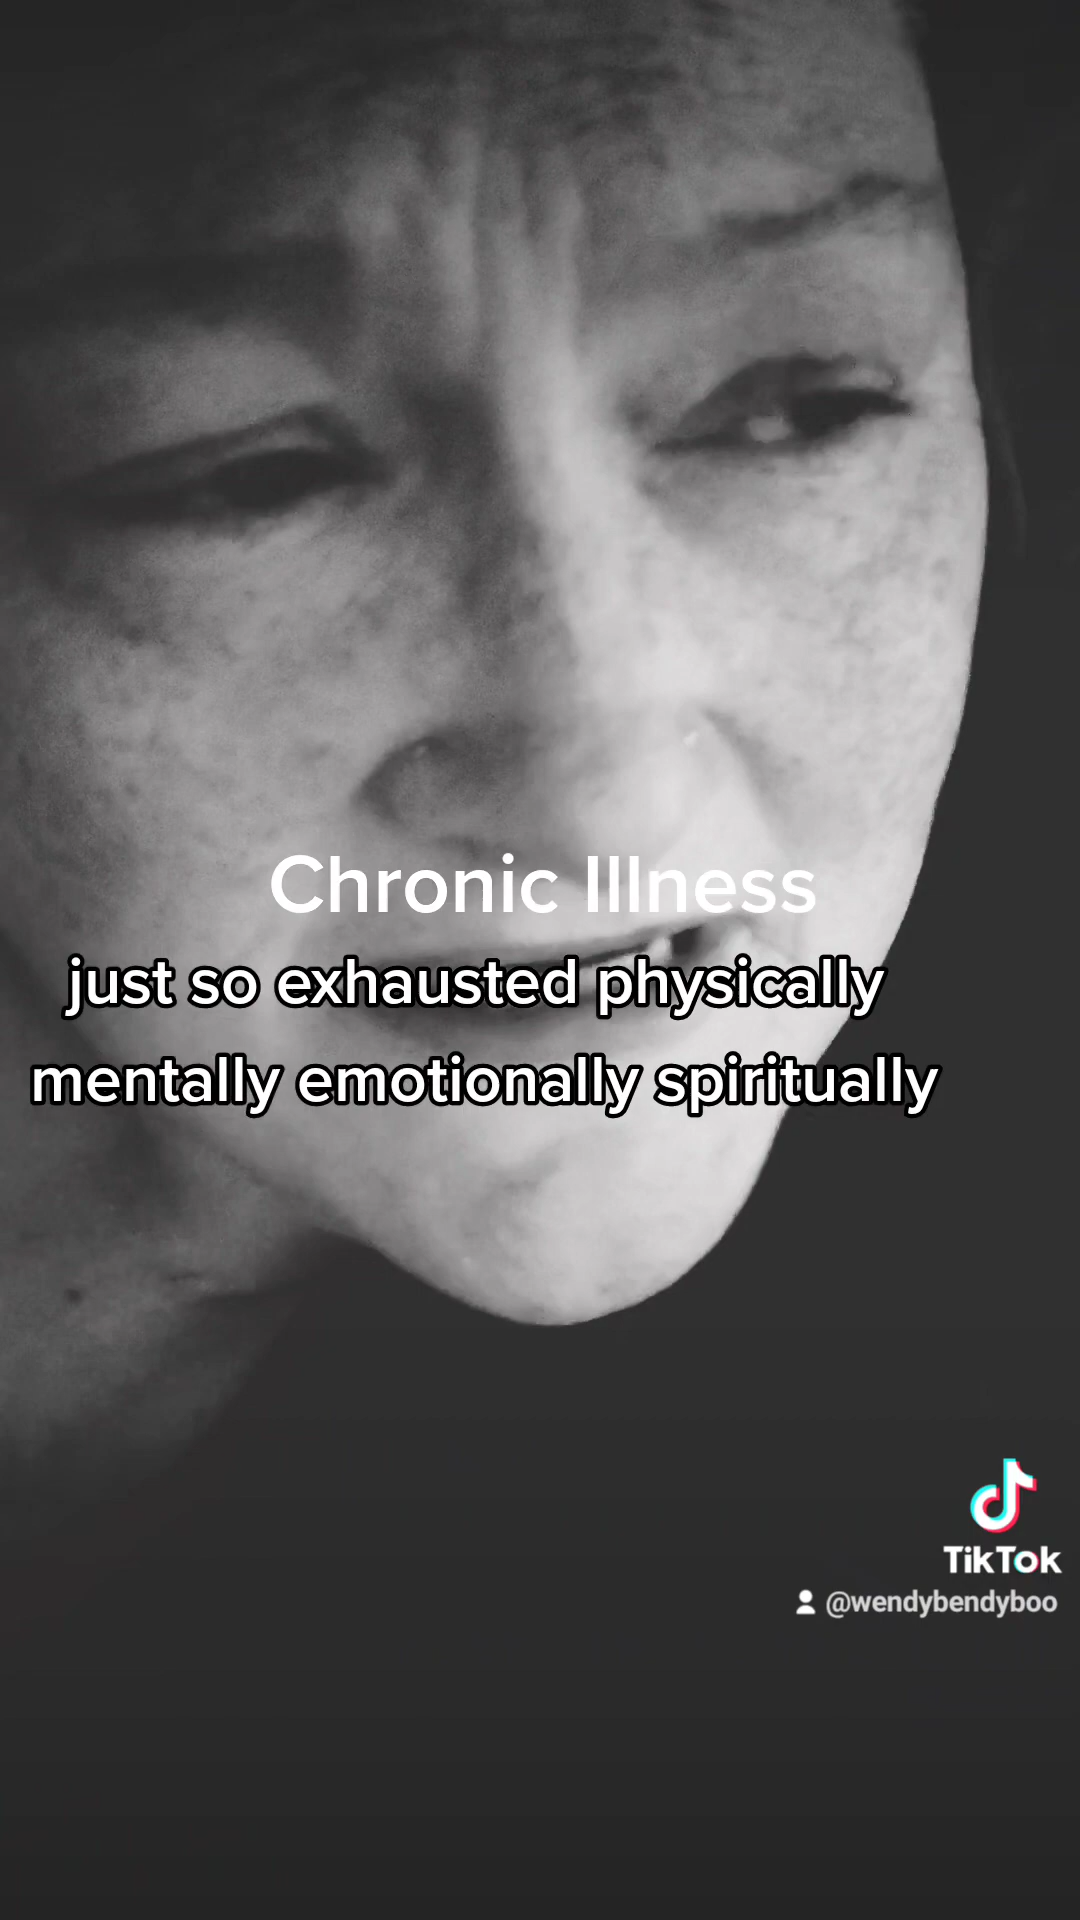 Chronic Illness
just so exhausted physically
mentally emotionally spiritually
TikTok
@wendybendyboo